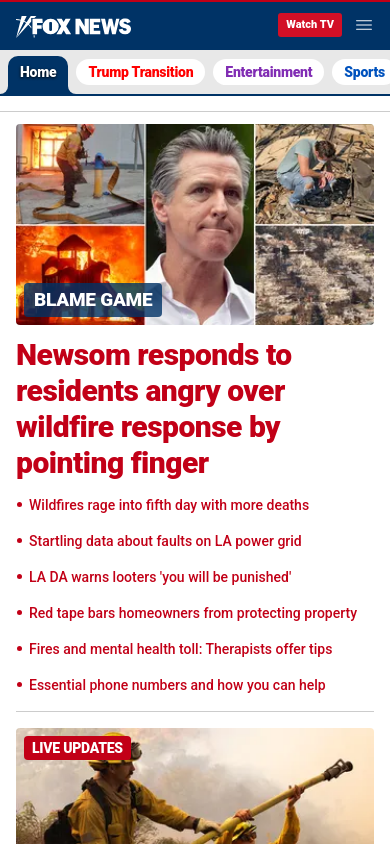 FOX NEWS
Watch TV
Home
Trump Transition
Entertainment
Sports
BLAME GAME
Newsom responds to
residents angry over
wildfire response by
pointing finger
Wildfires rage into fifth day with more deaths
Startling data about faults on LA power grid
LA DA warns looters 'you will be punished'
Red tape bars homeowners from protecting property
Fires and mental health toll: Therapists offer tips
Essential phone numbers and how you can help
LIVE UPDATES